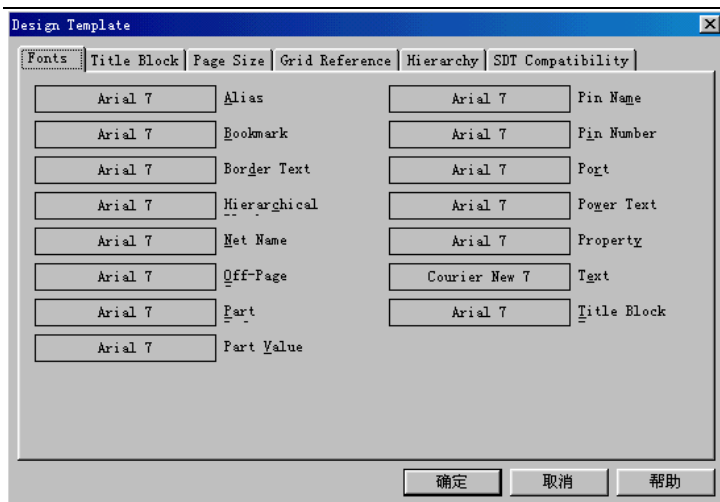 Design Template
Fonts Title Block Page Size Grid Reference Hierarchy SDT Compatibility
Arial 7 Alias Arial 7 Pin Name
Arial 7 Bookmark Arial 7 Pin Number
Arial 7 Border Text Arial 7 Port
Arial 7 Hierarchical Arial 7 Power Text
Arial 7 Net Name Arial 7 Property
Arial 7 Off-Page Courier New 7 Text
Arial 7 Part Arial 7 Title Block
Arial 7 Part Value
确定 取消 帮助